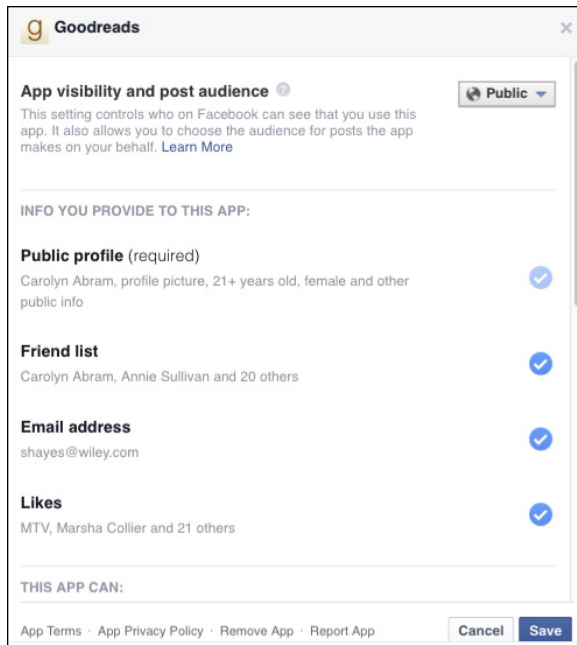 g Goodreads
App visibility and post audience
Public
This setting controls who on Facebook can see that you use this
app. It also allows you to choose the audience for posts the app
makes on your behalf. Learn More
INFO YOU PROVIDE TO THIS APP:
Public profile (required)
Carolyn Abram, profile picture, 21+ years old, female and other
public info
Friend list
Carolyn Abram, Annie Sullivan and 20 others
Email address
shayes@wiley.com
Likes
MTV, Marsha Collier and 21 others
THIS APP CAN:
App Terms · App Privacy Policy · Remove App · Report App
Cancel
Save